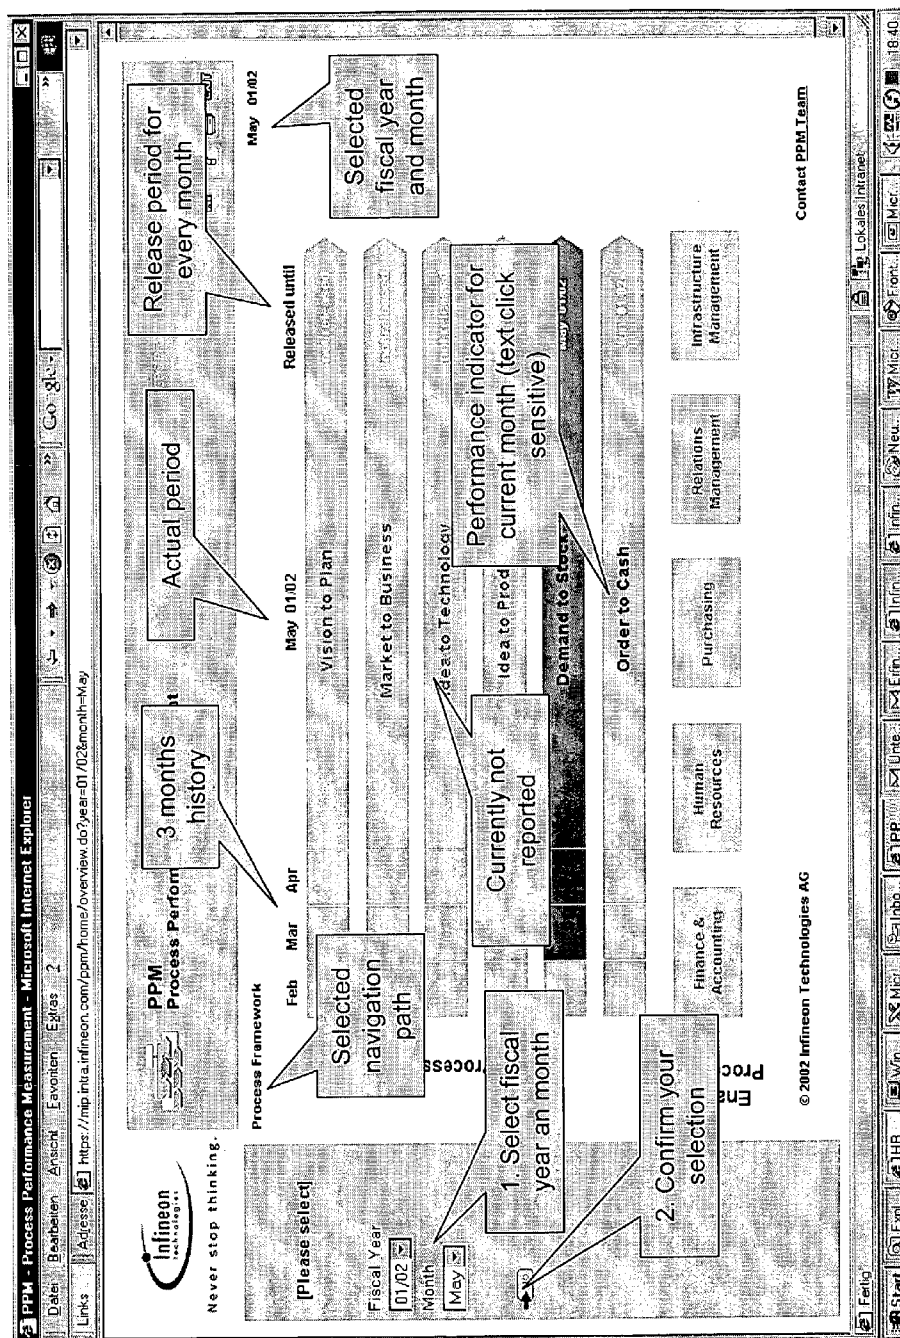 PPM - Process Performance Measurement - Microsoft Internet Explorer
Datei Bearbeiten Ansicht Favoriten Extras ?
Links Adresse https://mip.intra.infineon.com/ppm/home/overview.do?year=01/02&month=May
Infineon
technologies
Never stop thinking.
[Please select]
Fiscal Year
01/02
Month
May
1. Select fiscal
year an month
2. Confirm your
selection
PPM
Process Perform
Process Framework
Selected
navigation
path
3 months
history
Actual period
Release period for
every month
May 01/02
Selected
fiscal year
and month
Feb Mar Apr May 01/02 Released until
Vision to Plan
Market to Business
Idea to Technology
Idea to Prod
Demand to Stock
Order to Cash
Currently not
reported
Performance indicator for
current month (text click
sensitive)
Finance &
Accounting
Human
Resources
Purchasing
Relations
Management
Infrastructure
Management
© 2002 Infineon Technologies AG
Contact PPM Team
Fertig
Lokales Intranet
Start
18:40